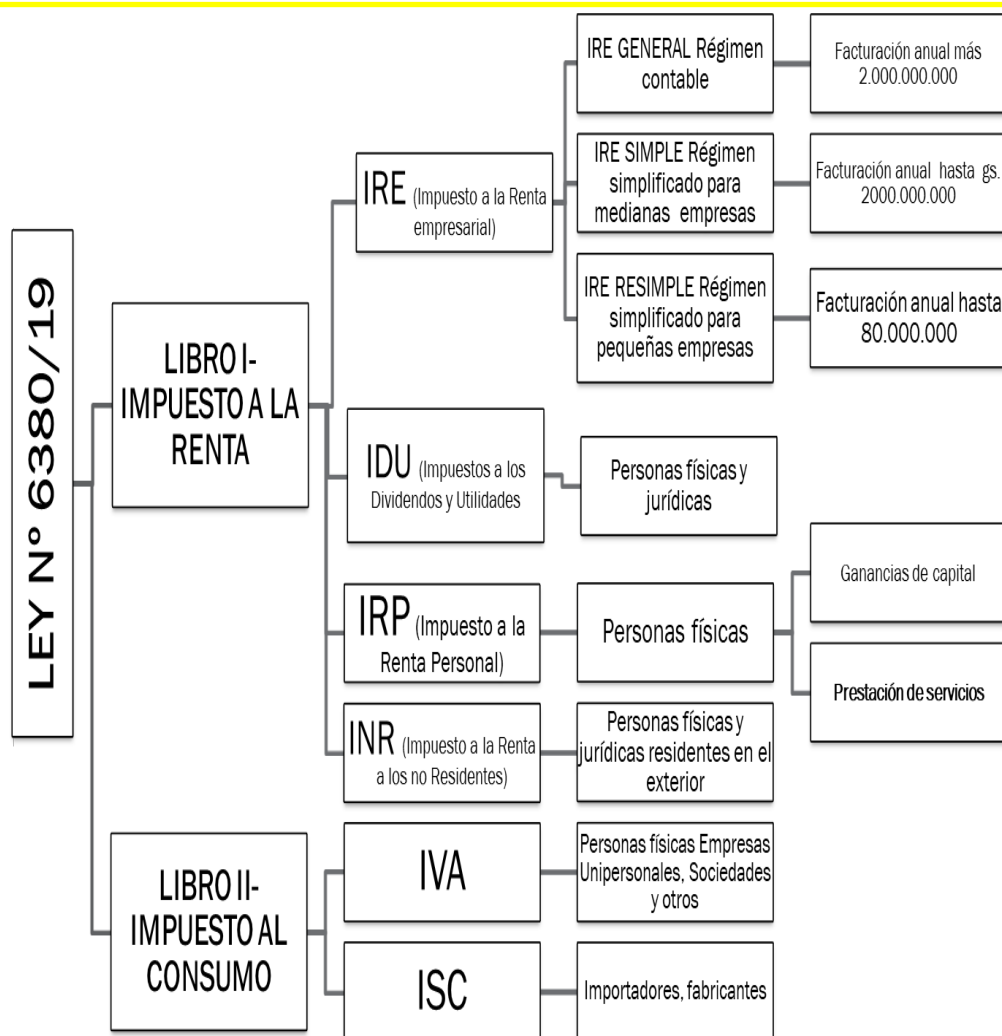 LEY N° 6380/19
LIBRO I-
IMPUESTO A LA
RENTA
IRE (Impuesto a la Renta
empresarial)
IRE GENERAL Régimen
contable
Facturación anual más
2.000.000.000
IRE SIMPLE Régimen
simplificado para
medianas empresas
Facturación anual hasta gs.
2000.000.000
IRE RESIMPLE Régimen
simplificado para
pequeñas empresas
Facturación anual hasta
80.000.000
IDU (Impuestos a los
Dividendos y Utilidades
Personas físicas y
jurídicas
IRP (Impuesto a la
Renta Personal)
Personas físicas
Ganancias de capital
Prestación de servicios
INR (Impuesto a la Renta
a los no Residentes)
Personas físicas y
jurídicas residentes en el
exterior
LIBRO II-
IMPUESTO AL
CONSUMO
IVA
Personas físicas Empresas
Unipersonales, Sociedades
y otros
ISC
Importadores, fabricantes